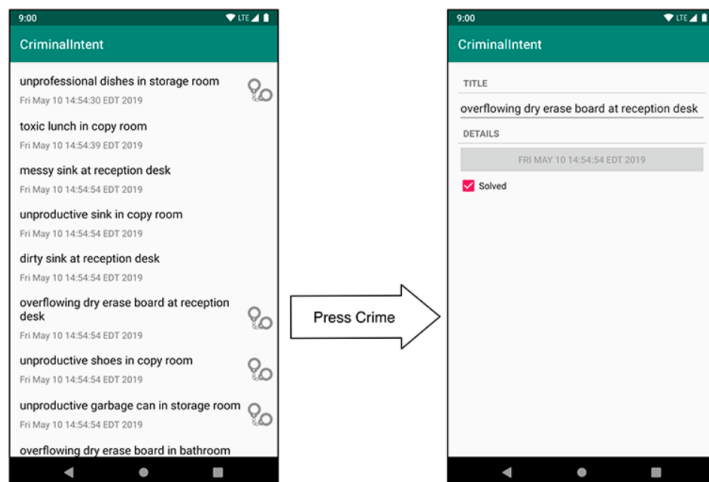 9:00
LTE
CriminalIntent
unprofessional dishes in storage room
Fri May 10 14:54:30 EDT 2019
toxic lunch in copy room
Fri May 10 14:54:39 EDT 2019
messy sink at reception desk
Fri May 10 14:54:54 EDT 2019
unproductive sink in copy room
Fri May 10 14:54:54 EDT 2019
dirty sink at reception desk
Fri May 10 14:54:54 EDT 2019
overflowing dry erase board at reception
desk
Fri May 10 14:54:54 EDT 2019
unproductive shoes in copy room
Fri May 10 14:54:54 EDT 2019
unproductive garbage can in storage room
Fri May 10 14:54:54 EDT 2019
overflowing dry erase board in bathroom
Press Crime
9:00
LTE
CriminalIntent
TITLE
overflowing dry erase board at reception desk
DETAILS
FRI MAY 10 14:54:54 EDT 2019
Solved